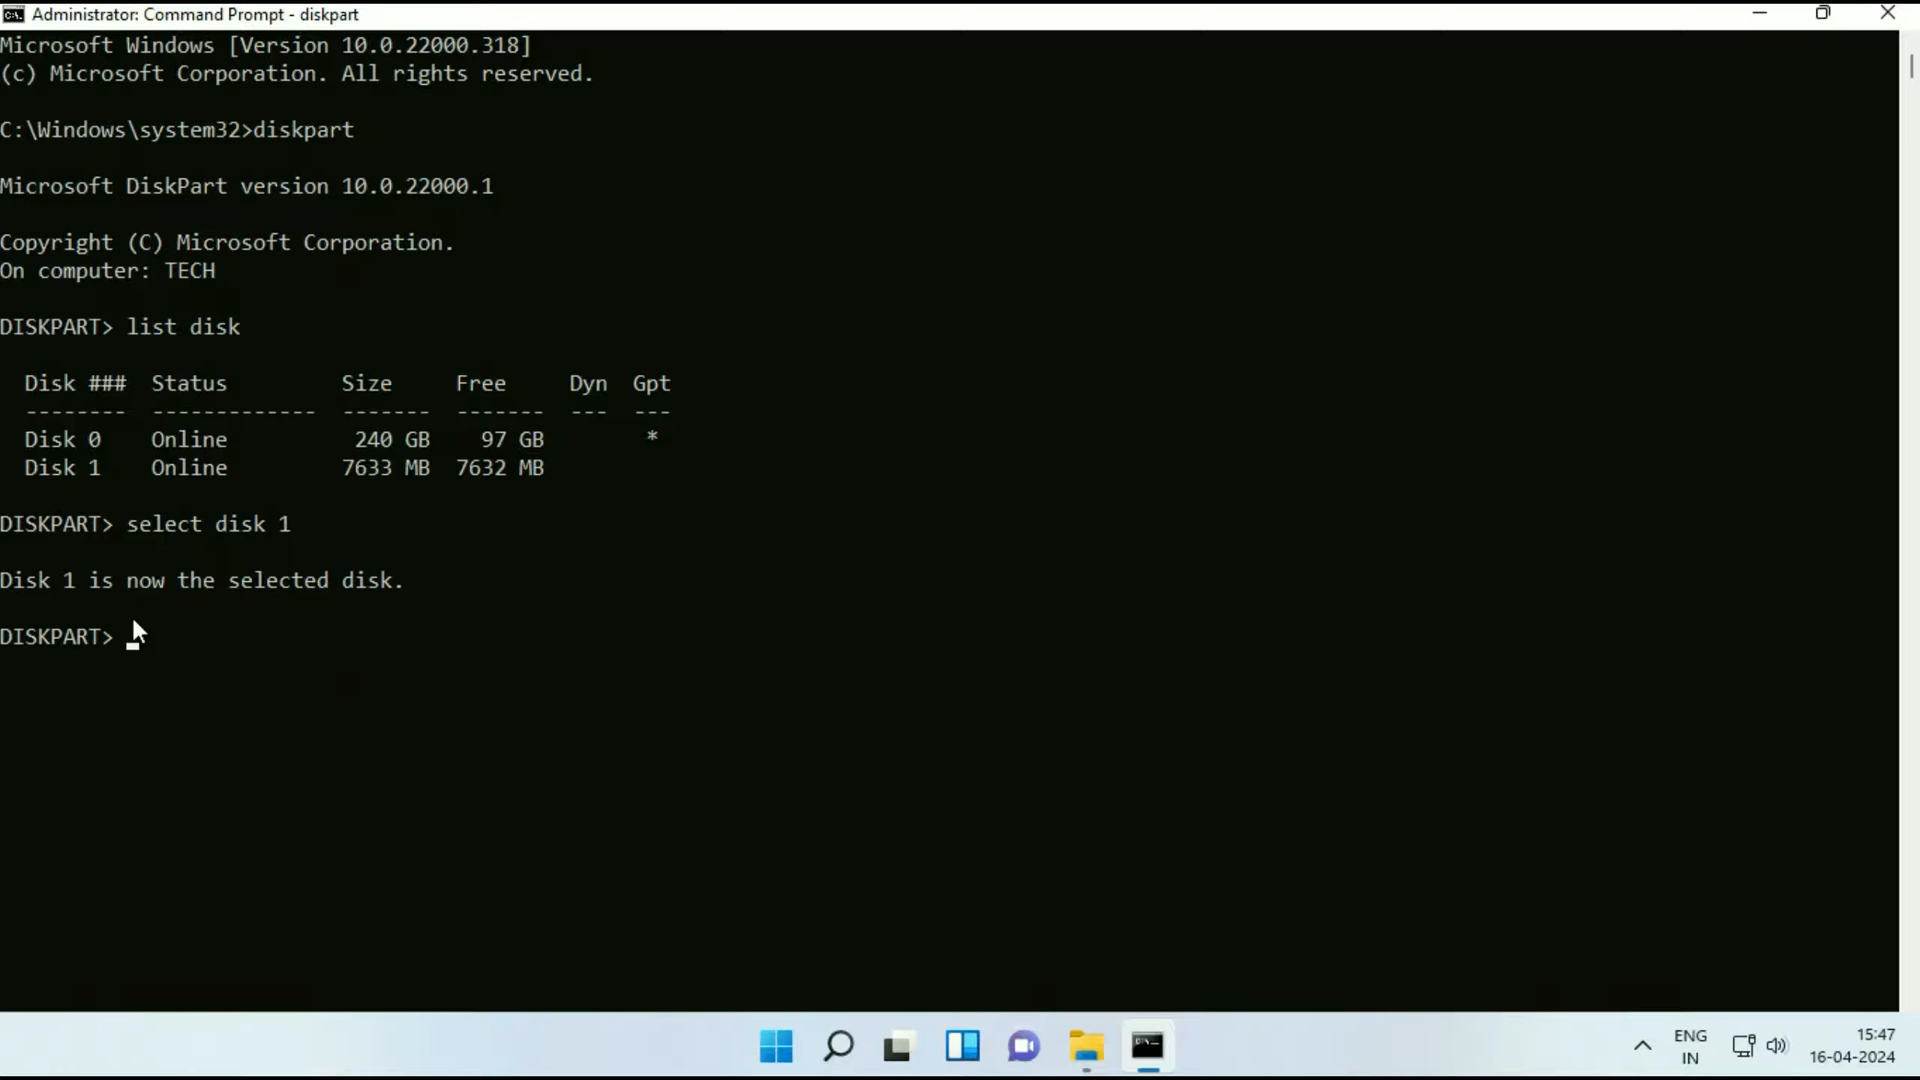 Administrator: Command Prompt - diskpart
Microsoft Windows [Version 10.0.22000.318]
(c) Microsoft Corporation. All rights reserved.
C:\Windows\system32>diskpart
Microsoft DiskPart version 10.0.22000.1
Copyright (C) Microsoft Corporation.
On computer: TECH
DISKPART> list disk
Disk ###  Status         Size     Free     Dyn  Gpt
--------  -------------  -------  -------  ---  ---
Disk 0    Online          240 GB    97 GB        *
Disk 1    Online         7633 MB  7632 MB
DISKPART> select disk 1
Disk 1 is now the selected disk.
DISKPART>
ENG
IN
15:47
16-04-2024